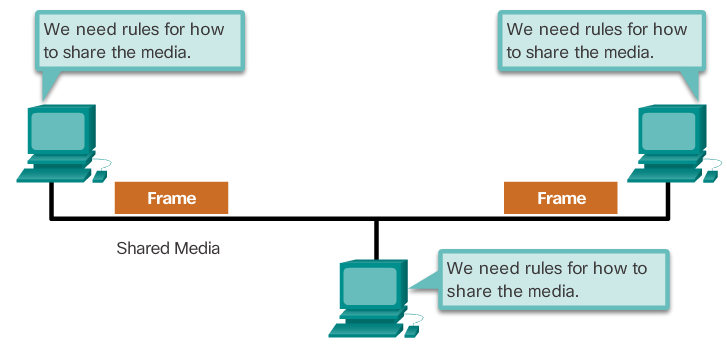 We need rules for how
to share the media.
We need rules for how
to share the media.
Frame
Frame
Shared Media
We need rules for how to
share the media.